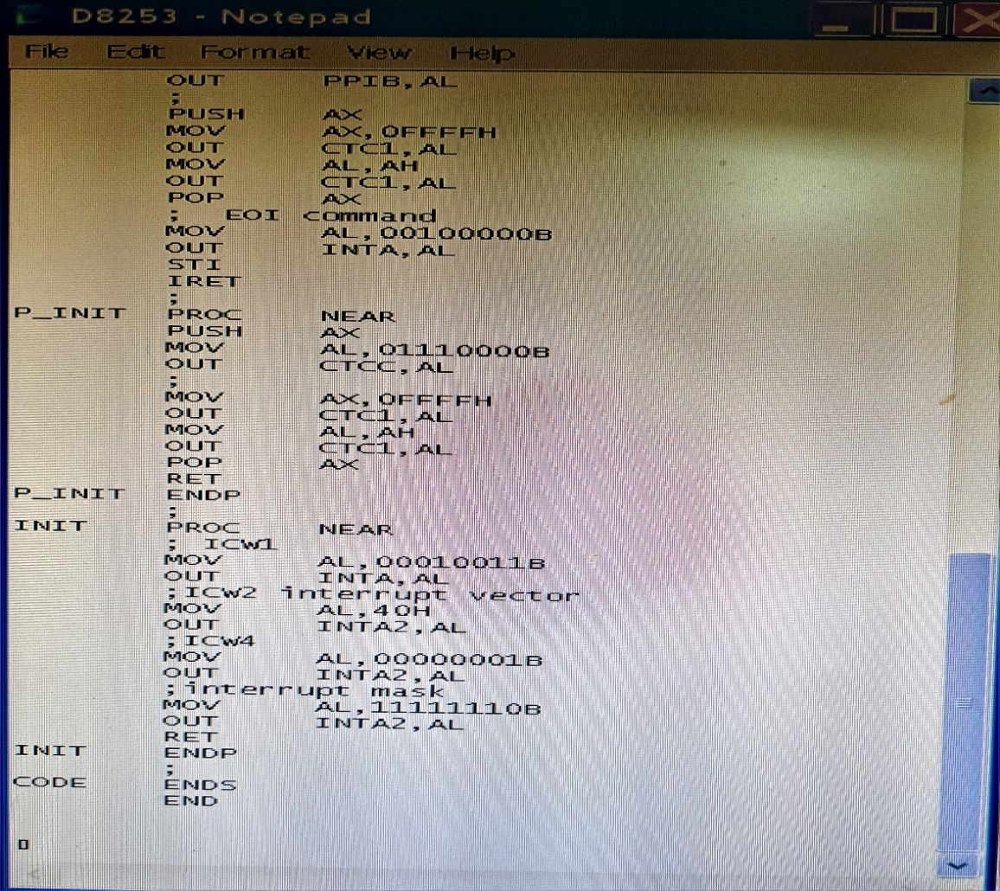 D8253 - Notepad
File Edit Format View Help
OUT PPIB,AL
;
PUSH AX
MOV AX,0FFFFH
OUT CTC1,AL
MOV AL,AH
OUT CTC1,AL
POP AX
; EOI command
MOV AL,00100000B
OUT INTA,AL
STI
IRET
;
P_INIT PROC NEAR
PUSH AX
MOV AL,01110000B
OUT CTCC,AL
;
MOV AX,0FFFFH
OUT CTC1,AL
MOV AL,AH
OUT CTC1,AL
POP AX
RET
P_INIT ENDP
;
INIT PROC NEAR
; ICW1
MOV AL,00010011B
OUT INTA,AL
;ICW2 interrupt vector
MOV AL,40H
OUT INTA2,AL
;ICW4
MOV AL,00000001B
OUT INTA2,AL
;interrupt mask
MOV AL,11111110B
OUT INTA2,AL
RET
INIT ENDP
;
CODE ENDS
END